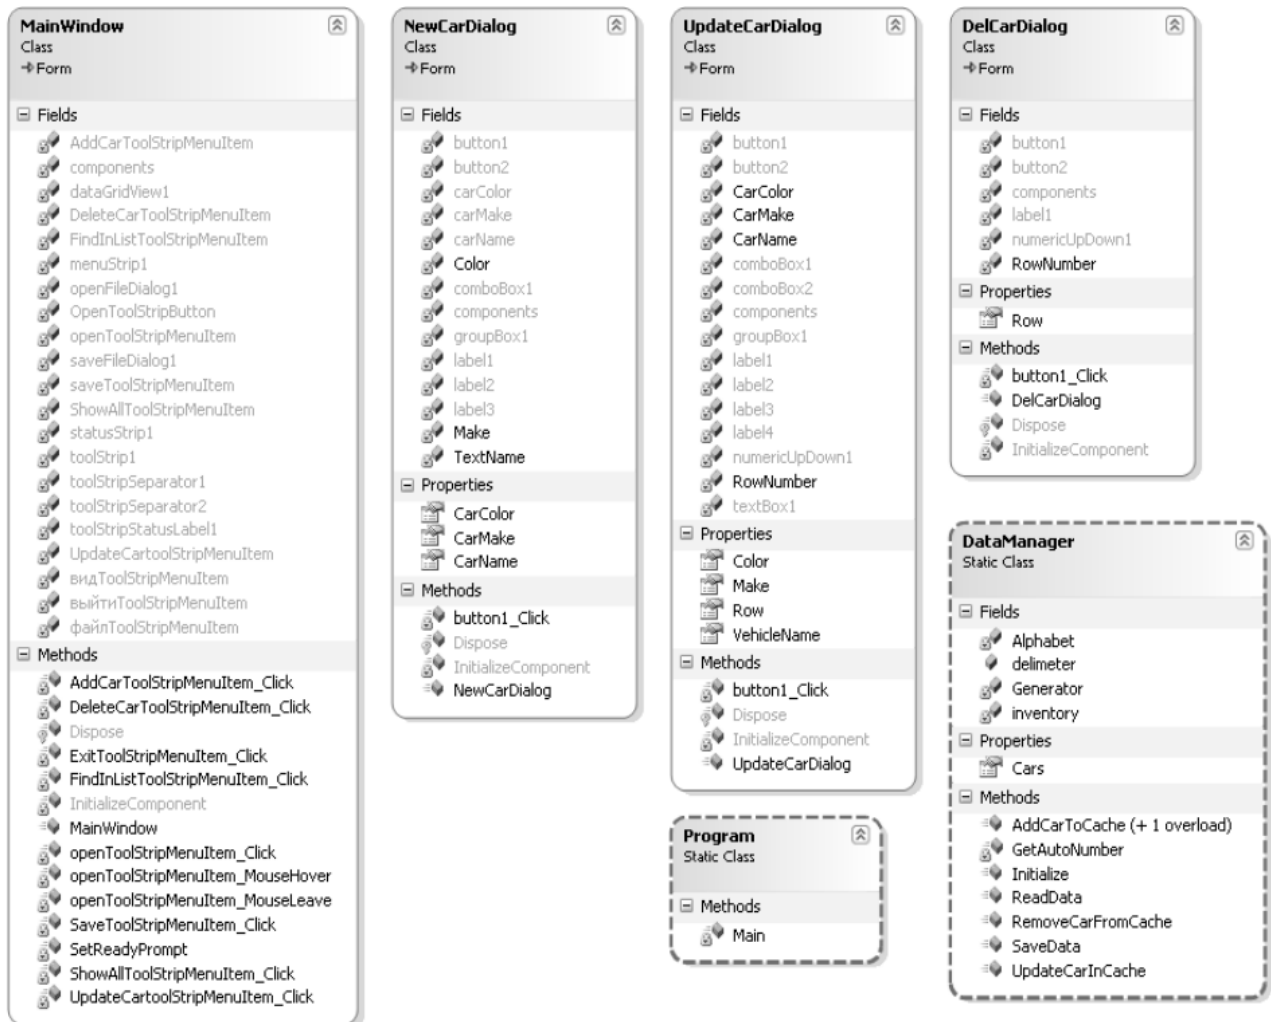 MainWindow
Class
Form
Fields
AddCarToolStripMenuItem
components
dataGridView1
DeleteCarToolStripMenuItem
FindInListToolStripMenuItem
menuStrip1
openFileDialog1
OpenToolStripButton
openToolStripMenuItem
saveFileDialog1
saveToolStripMenuItem
ShowAllToolStripMenuItem
statusStrip1
toolStrip1
toolStripSeparator1
toolStripSeparator2
toolStripStatusLabel1
UpdateCartoolStripMenuItem
видToolStripMenuItem
выйтиToolStripMenuItem
файлToolStripMenuItem
Methods
AddCarToolStripMenuItem_Click
DeleteCarToolStripMenuItem_Click
Dispose
ExitToolStripMenuItem_Click
FindInListToolStripMenuItem_Click
InitializeComponent
MainWindow
openToolStripMenuItem_Click
openToolStripMenuItem_MouseHover
openToolStripMenuItem_MouseLeave
SaveToolStripMenuItem_Click
SetReadyPrompt
ShowAllToolStripMenuItem_Click
UpdateCartoolStripMenuItem_Click
NewCarDialog
Class
Form
Fields
button1
button2
carColor
carMake
carName
Color
comboBox1
components
groupBox1
label1
label2
label3
Make
TextName
Properties
CarColor
CarMake
CarName
Methods
button1_Click
Dispose
InitializeComponent
NewCarDialog
UpdateCarDialog
Class
Form
Fields
button1
button2
CarColor
CarMake
CarName
comboBox1
comboBox2
components
groupBox1
label1
label2
label3
label4
numericUpDown1
RowNumber
textBox1
Properties
Color
Make
Row
VehicleName
Methods
button1_Click
Dispose
InitializeComponent
UpdateCarDialog
Program
Static Class
Methods
Main
DelCarDialog
Class
Form
Fields
button1
button2
components
label1
numericUpDown1
RowNumber
Properties
Row
Methods
button1_Click
DelCarDialog
Dispose
InitializeComponent
DataManager
Static Class
Fields
Alphabet
delimeter
Generator
inventory
Properties
Cars
Methods
AddCarToCache (+ 1 overload)
GetAutoNumber
Initialize
ReadData
RemoveCarFromCache
SaveData
UpdateCarInCache